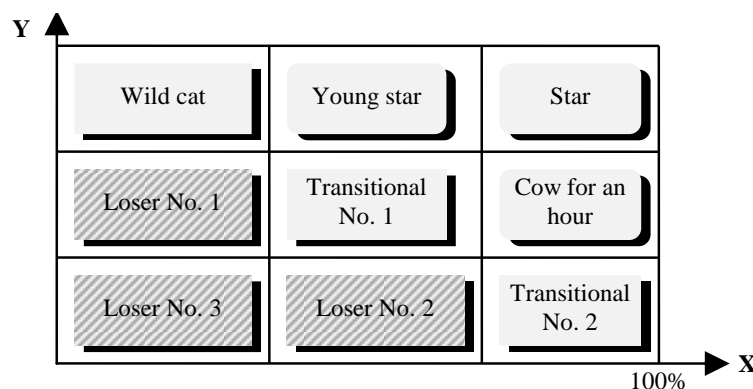 Y
Wild cat
Young star
Star
Loser No. 1
Transitional
No. 1
Cow for an
hour
Loser No. 3
Loser No. 2
Transitional
No. 2
X
100%